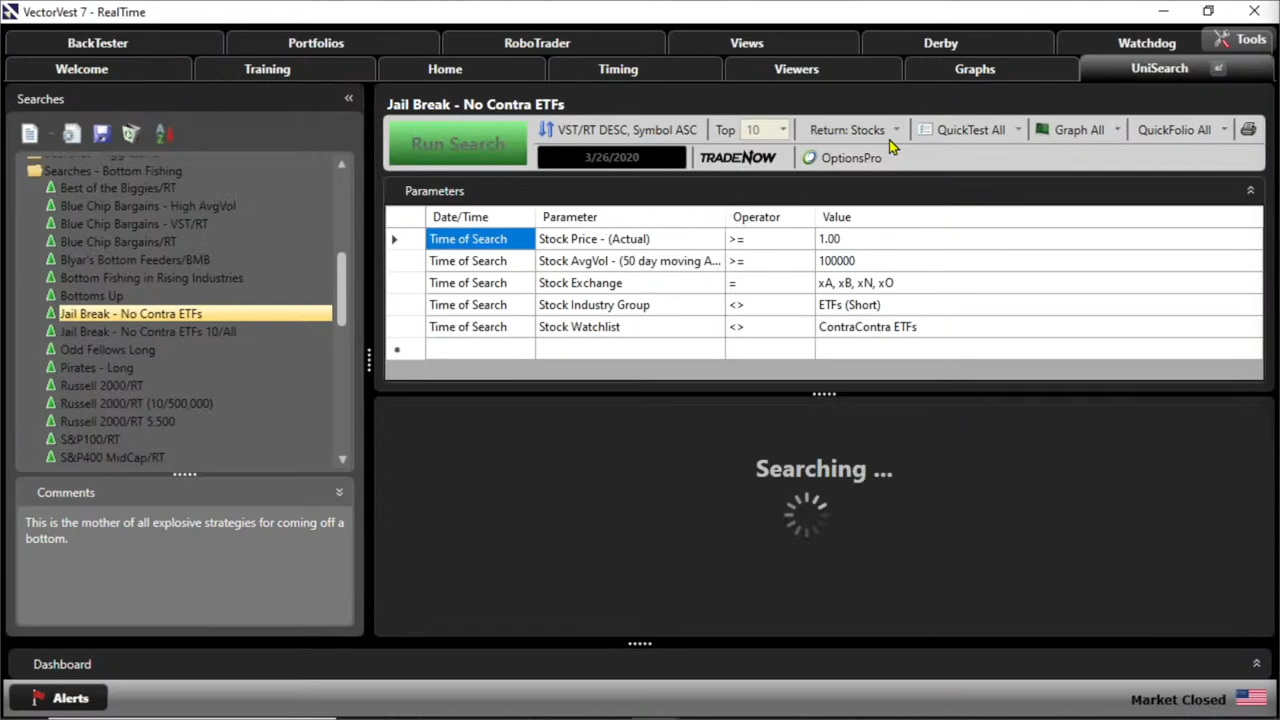 VectorVest 7 - RealTime
BackTester Portfolios RoboTrader Views Derby Watchdog Tools
Welcome Training Home Timing Viewers Graphs UniSearch
Searches
Searches - Bottom Fishing
Best of the Biggies/RT
Blue Chip Bargains - High AvgVol
Blue Chip Bargains - VST/RT
Blue Chip Bargains/RT
Blyar's Bottom Feeders/BMB
Bottom Fishing in Rising Industries
Bottoms Up
Jail Break - No Contra ETFs
Jail Break - No Contra ETFs 10/All
Odd Fellows Long
Pirates - Long
Russell 2000/RT
Russell 2000/RT (10/500,000)
Russell 2000/RT 5.500
S&P100/RT
S&P400 MidCap/RT
Comments
This is the mother of all explosive strategies for coming off a
bottom.
Jail Break - No Contra ETFs
Run Search VST/RT DESC, Symbol ASC Top 10 Return: Stocks QuickTest All Graph All QuickFolio All
3/26/2020 TRADENOW OptionsPro
Parameters
Date/Time Parameter Operator Value
Time of Search Stock Price - (Actual) >= 1.00
Time of Search Stock AvgVol - (50 day moving A... >= 100000
Time of Search Stock Exchange = xA, xB, xN, xO
Time of Search Stock Industry Group <> ETFs (Short)
Time of Search Stock Watchlist <> ContraContra ETFs
Searching ...
Dashboard
Alerts Market Closed